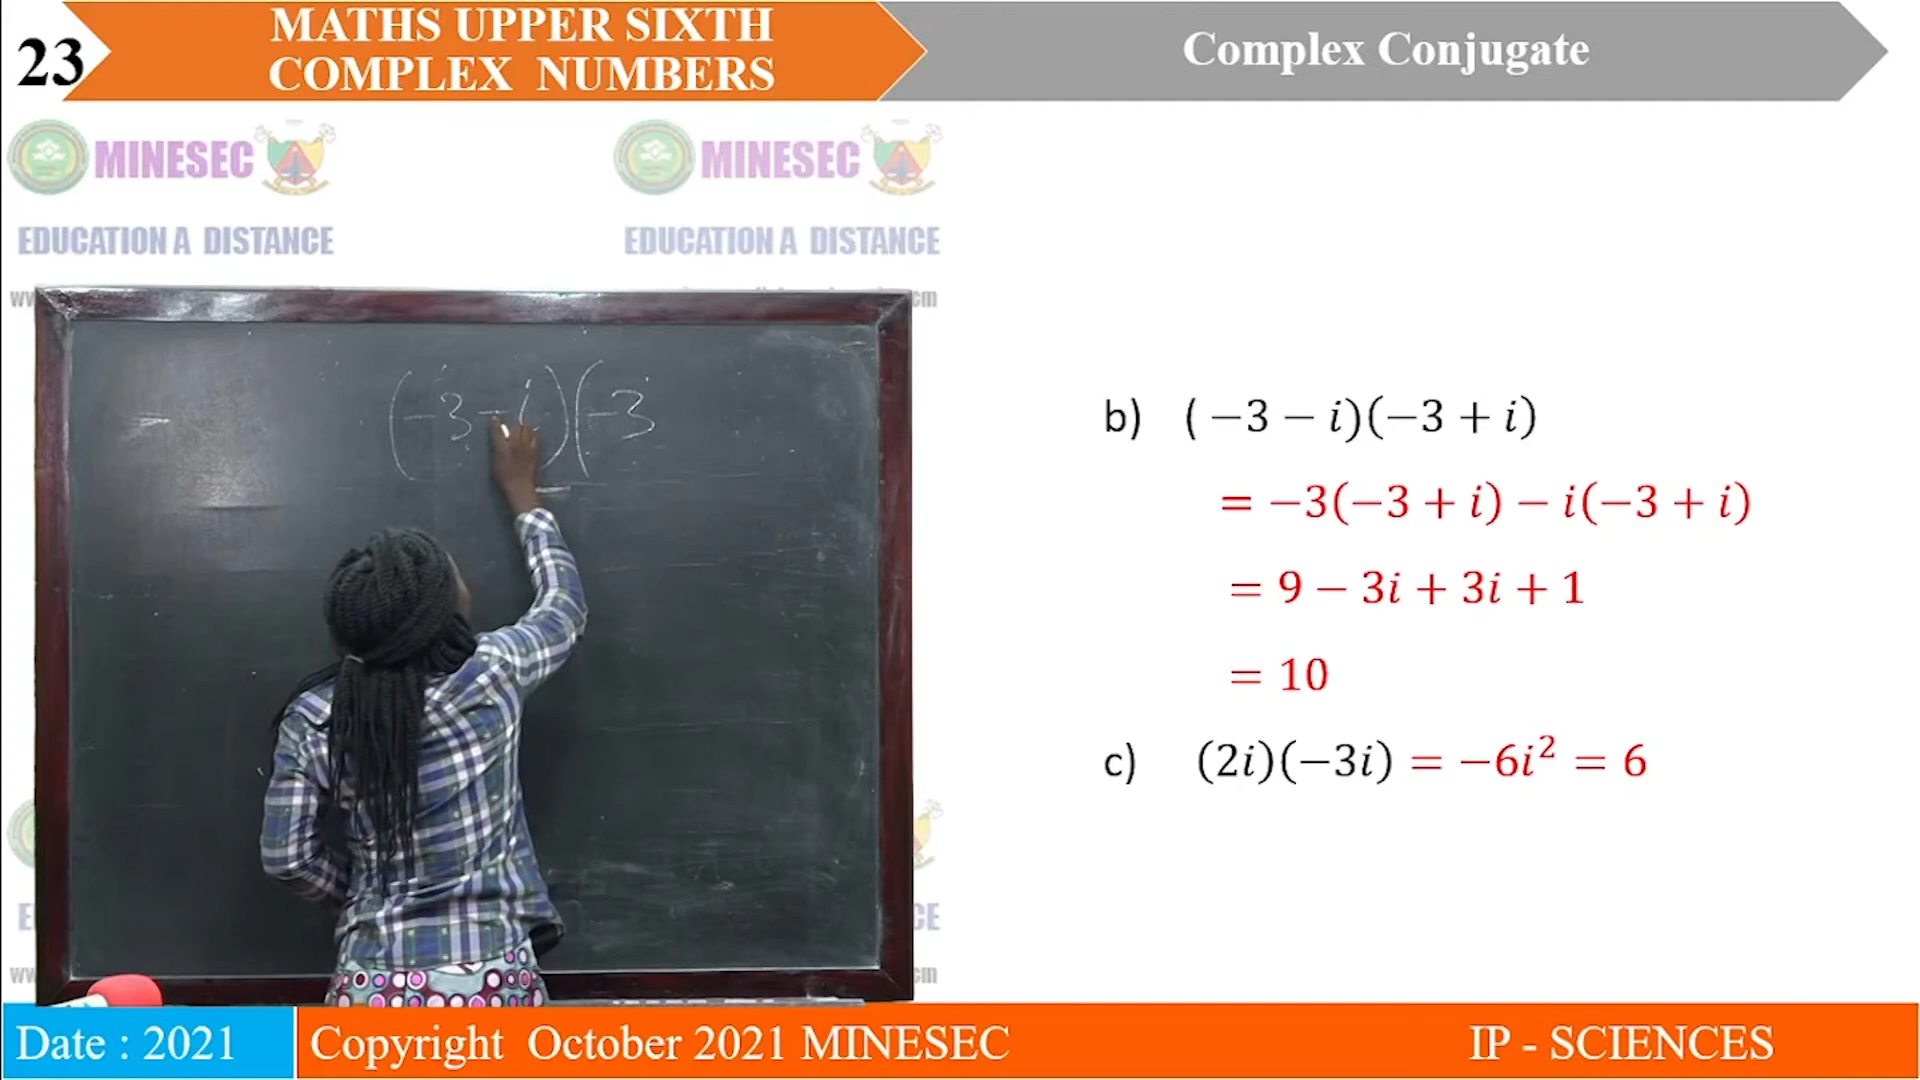 23
MATHS UPPER SIXTH
COMPLEX NUMBERS
Complex Conjugate
MINESEC
MINESEC
EDUCATION A DISTANCE
EDUCATION A DISTANCE
(-3-i)(-3
b) (−3 − i)(−3 + i)
= −3(−3 + i) − i(−3 + i)
= 9 − 3i + 3i + 1
= 10
c) (2i)(−3i) = −6i² = 6
Date : 2021
Copyright October 2021 MINESEC
IP - SCIENCES